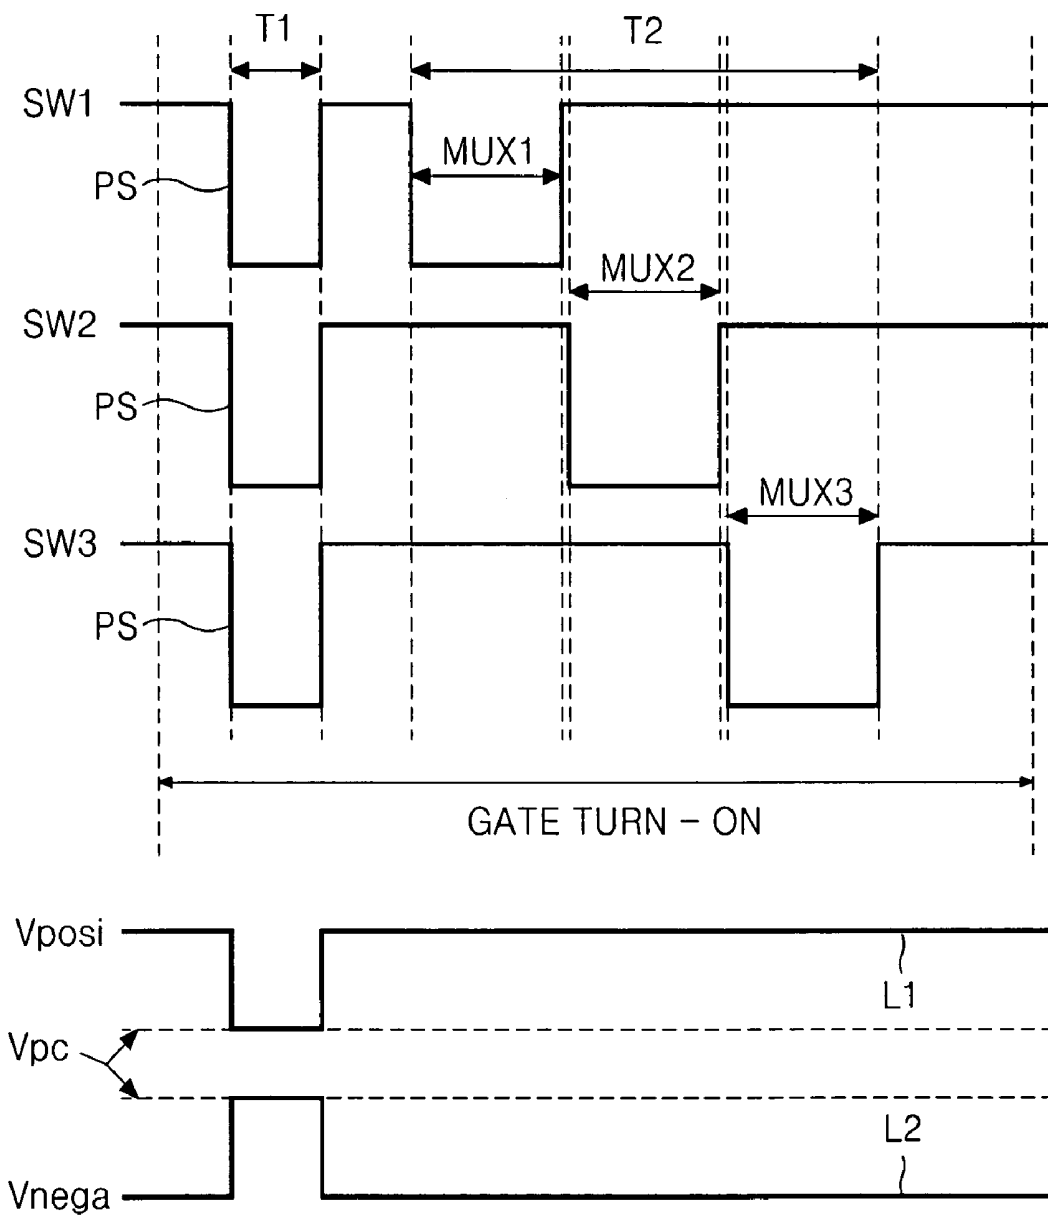 T1
T2
SW1
MUX1
PS
MUX2
SW2
PS
MUX3
SW3
PS
GATE TURN – ON
Vposi
L1
Vpc
L2
Vnega